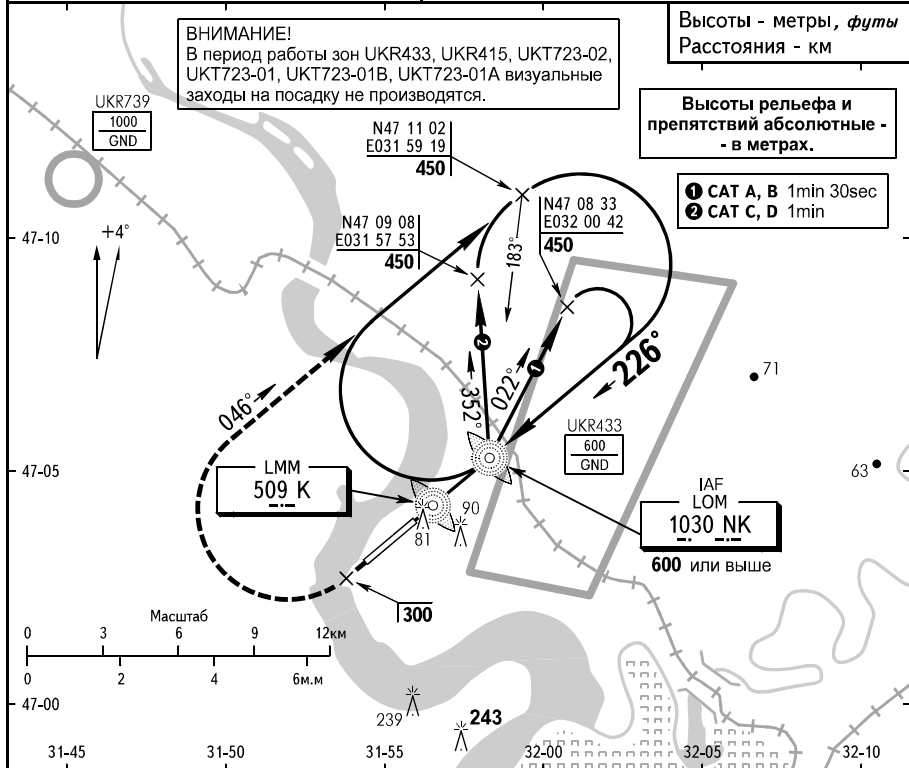 Высоты - метры, футы
Расстояния - км
ВНИМАНИЕ!
В период работы зон UKR433, UKR415, UKT723-02,
UKT723-01, UKT723-01B, UKT723-01A визуальные
заходы на посадку не производятся.
Высоты рельефа и
препятствий абсолютные -
- в метрах.
UKR739
1000
GND
N47 11 02
E031 59 19
450
1 CAT A, B 1min 30sec
2 CAT C, D 1min
N47 09 08
E031 57 53
450
N47 08 33
E032 00 42
450
47-10
+4°
183°
2
1
226°
71
046°
352°
022°
UKR433
600
GND
47-05
LMM
509 K
63
IAF
LOM
1030 NK
600 или выше
90
81
300
Масштаб
0 3 6 9 12км
0 2 4 6м.м
47-00
239
243
31-45 31-50 31-55 32-00 32-05 32-10